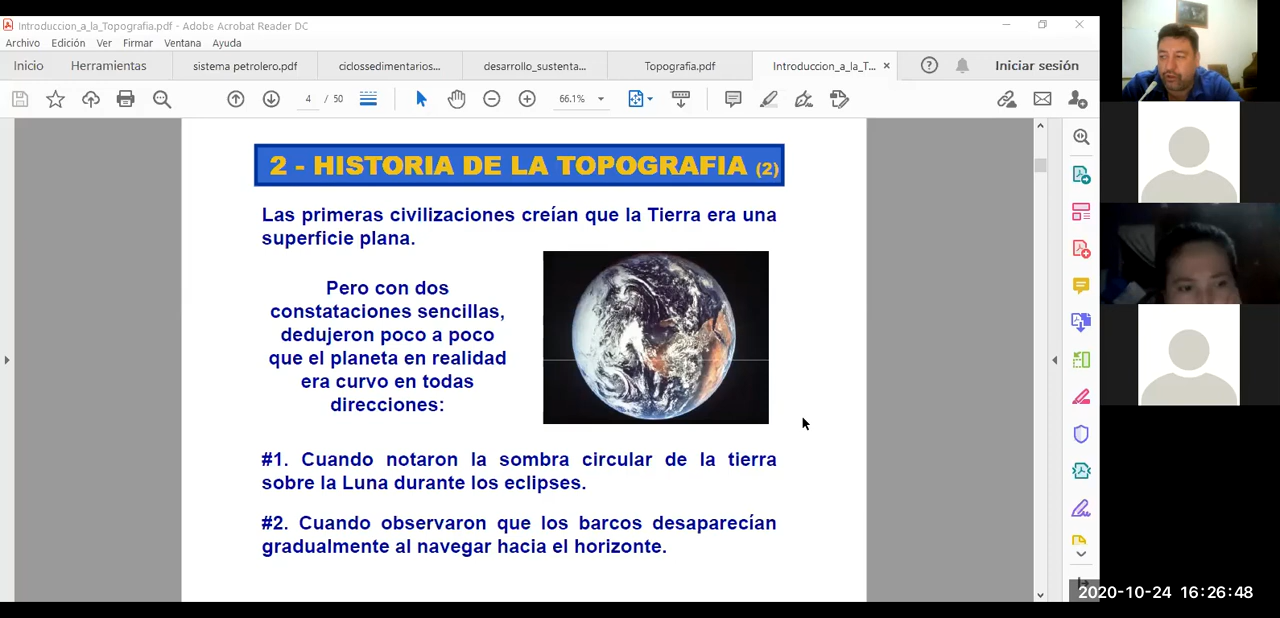 Introduccion_a_la_Topografia.pdf - Adobe Acrobat Reader DC
Archivo Edición Ver Firmar Ventana Ayuda
Inicio Herramientas sistema petrolero.pdf ciclossedimentarios... desarrollo_sustenta... Topografia.pdf Introduccion_a_la_T... Iniciar sesión
4 / 50 66.1%
2 - HISTORIA DE LA TOPOGRAFIA (2)
Las primeras civilizaciones creían que la Tierra era una
superficie plana.
Pero con dos
constataciones sencillas,
dedujeron poco a poco
que el planeta en realidad
era curvo en todas
direcciones:
#1. Cuando notaron la sombra circular de la tierra
sobre la Luna durante los eclipses.
#2. Cuando observaron que los barcos desaparecían
gradualmente al navegar hacia el horizonte.
2020-10-24 16:26:48